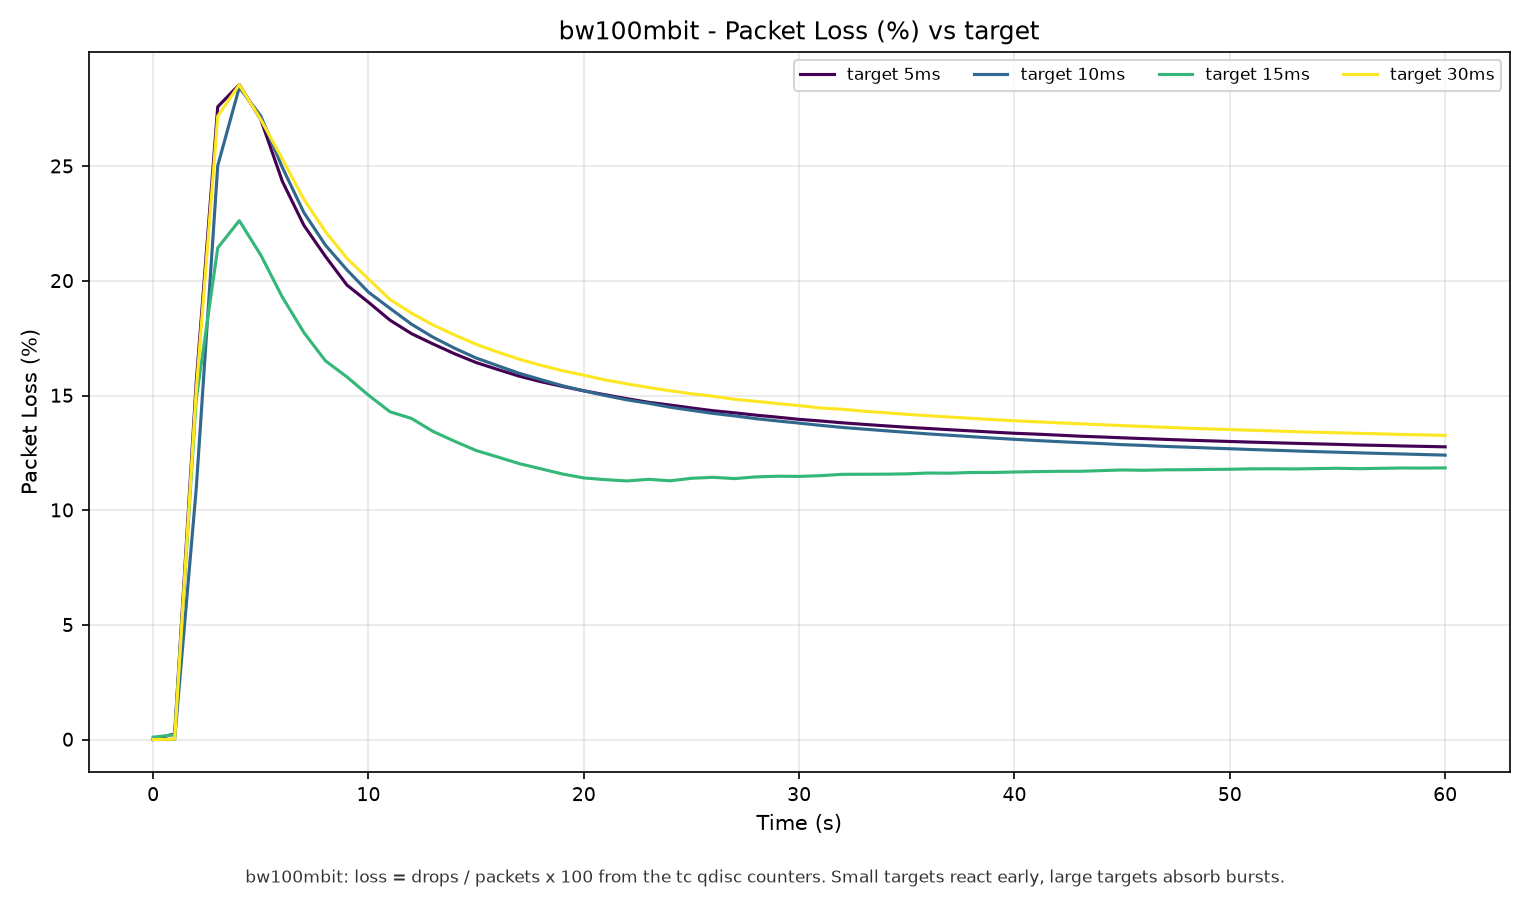 bw100mbit - Packet Loss (%) vs target
target 5ms target 10ms target 15ms target 30ms
Packet Loss (%)
25
20
15
10
5
0
0 10 20 30 40 50 60
Time (s)
bw100mbit: loss = drops / packets x 100 from the tc qdisc counters. Small targets react early, large targets absorb bursts.